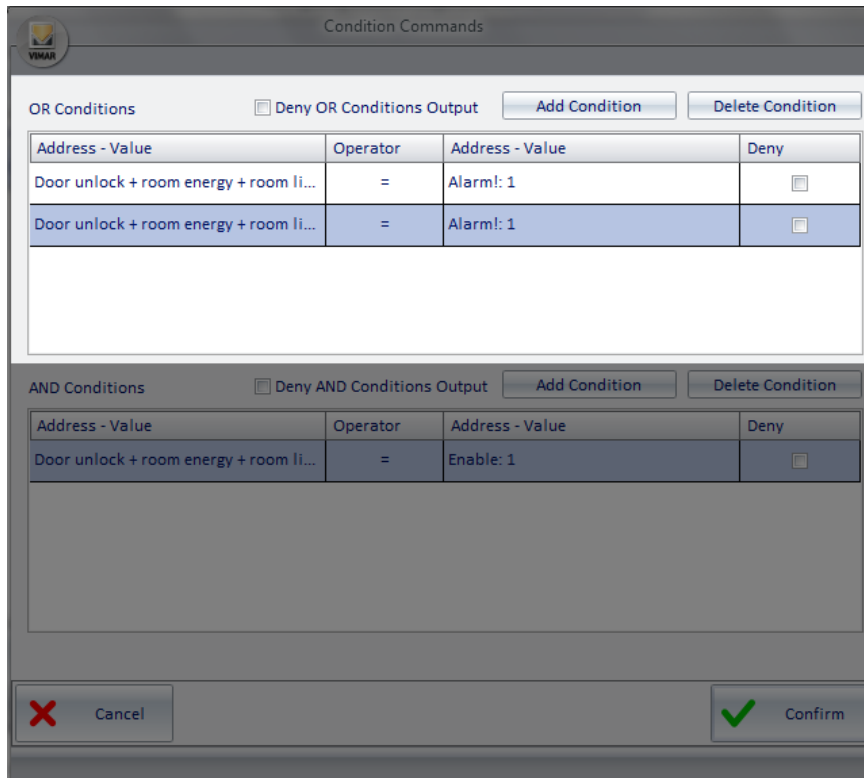 Condition Commands
VIMAR
OR Conditions Deny OR Conditions Output Add Condition Delete Condition
Address - Value Operator Address - Value Deny
Door unlock + room energy + room li... = Alarm!: 1
Door unlock + room energy + room li... = Alarm!: 1
AND Conditions Deny AND Conditions Output Add Condition Delete Condition
Address - Value Operator Address - Value Deny
Door unlock + room energy + room li... = Enable: 1
Cancel Confirm